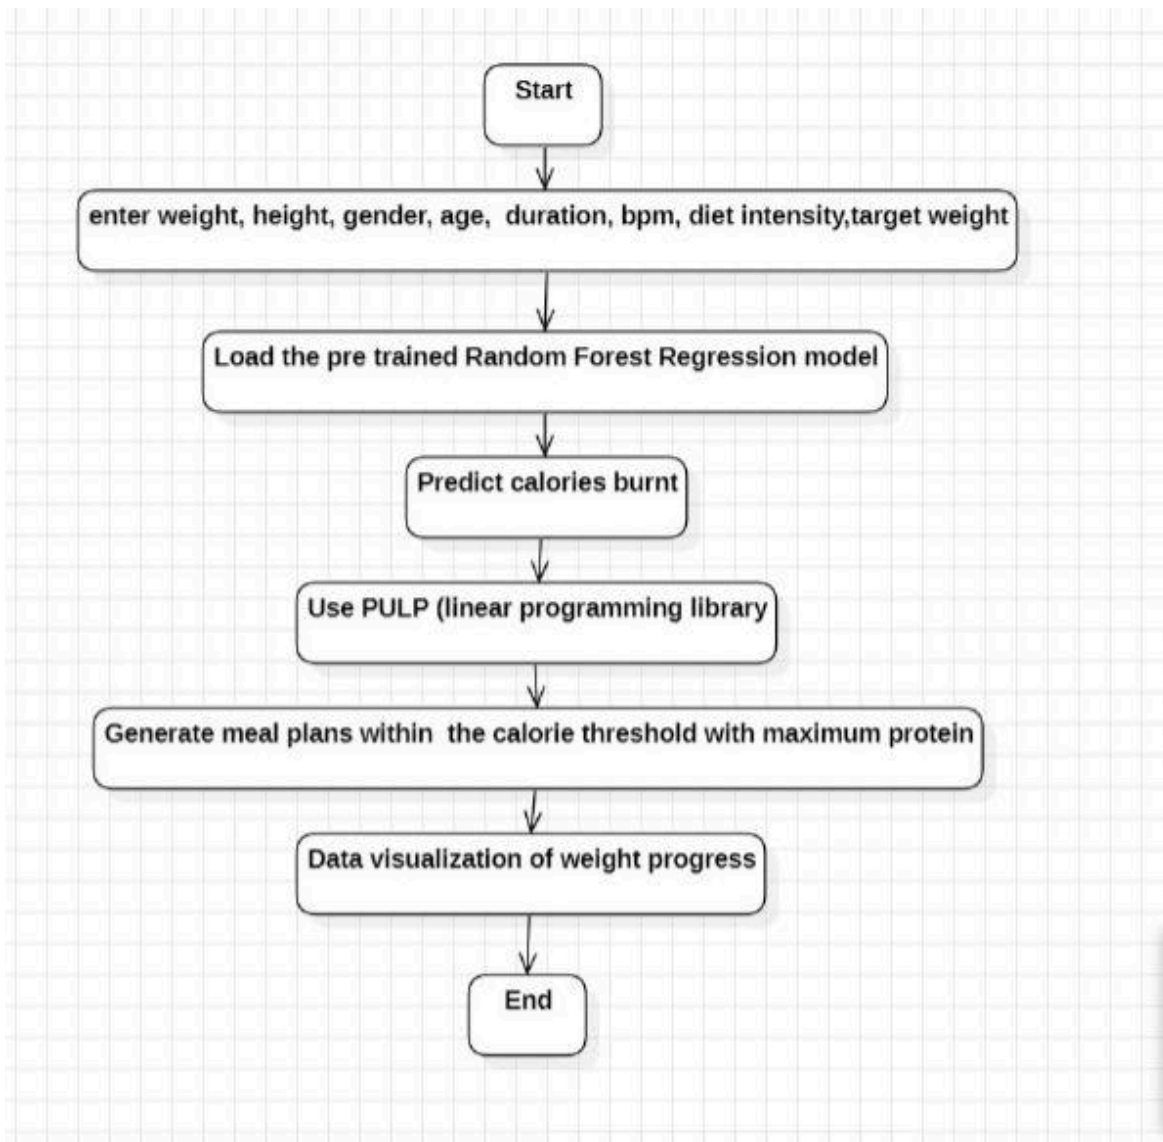 Start
enter weight, height, gender, age,  duration, bpm, diet intensity,target weight
Load the pre trained Random Forest Regression model
Predict calories burnt
Use PULP (linear programming library
Generate meal plans within  the calorie threshold with maximum protein
Data visualization of weight progress
End